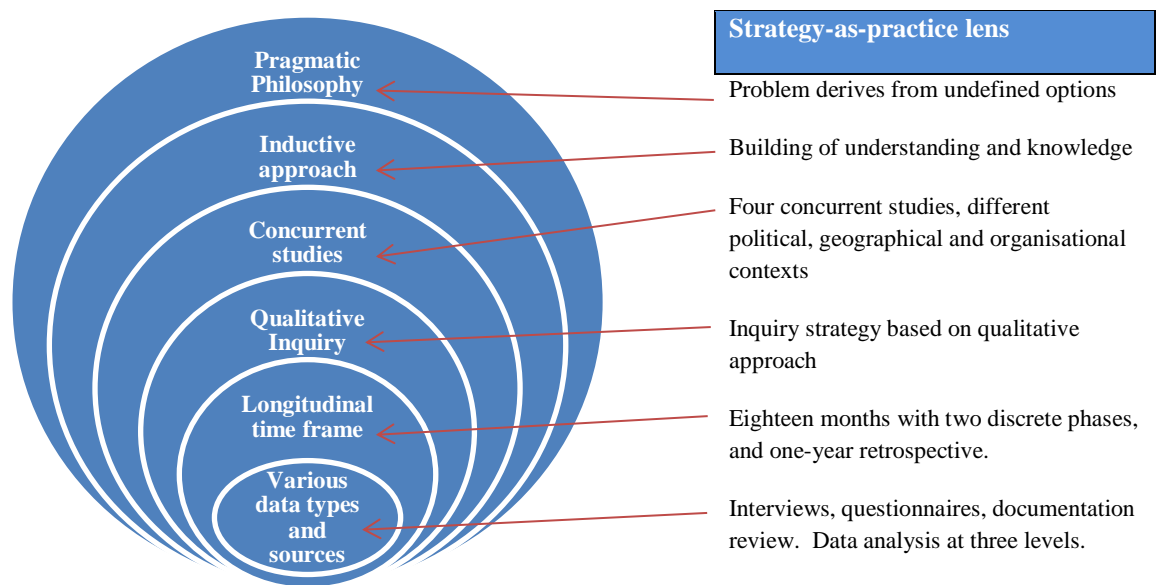 Pragmatic
Philosophy
Inductive
approach
Concurrent
studies
Qualitative
Inquiry
Longitudinal
time frame
Various
data types
and
sources
Strategy-as-practice lens
Problem derives from undefined options
Building of understanding and knowledge
Four concurrent studies, different
political, geographical and organisational
contexts
Inquiry strategy based on qualitative
approach
Eighteen months with two discrete phases,
and one-year retrospective.
Interviews, questionnaires, documentation
review.  Data analysis at three levels.